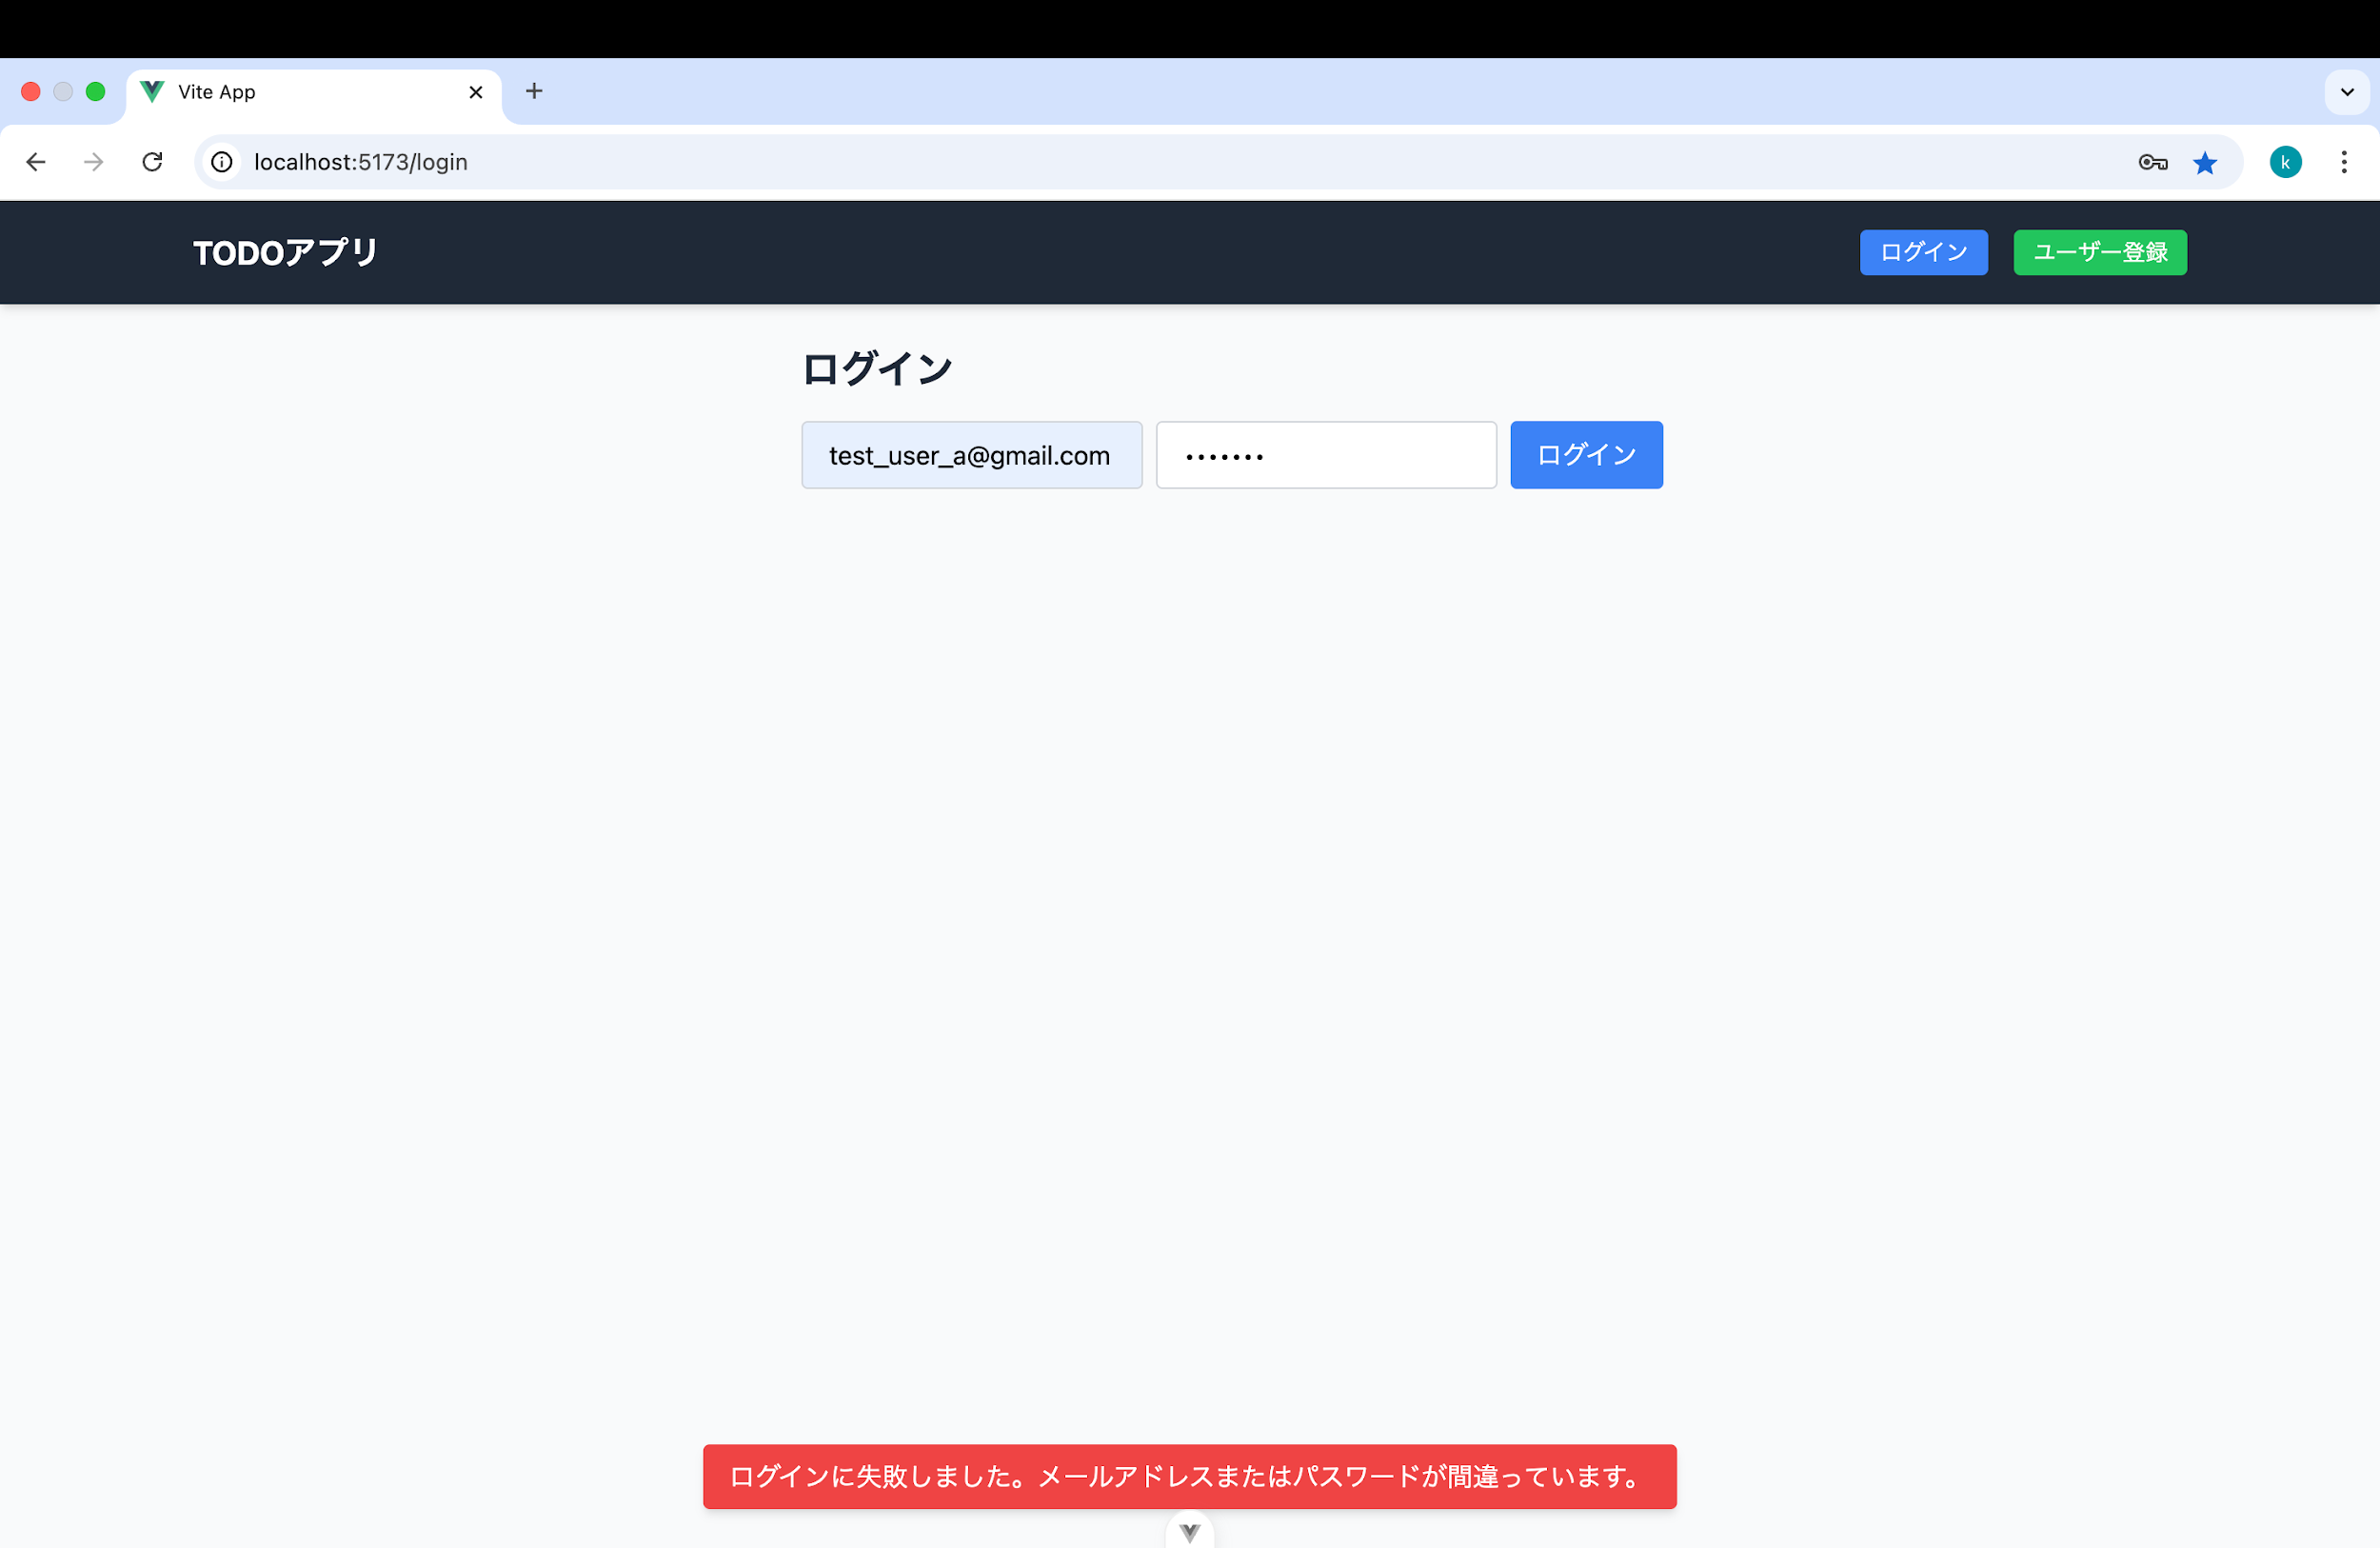 Vite App
localhost:5173/login
k
TODOアプリ
ログイン
ユーザー登録
ログイン
test_user_a@gmail.com
•••••••
ログイン
ログインに失敗しました。メールアドレスまたはパスワードが間違っています。